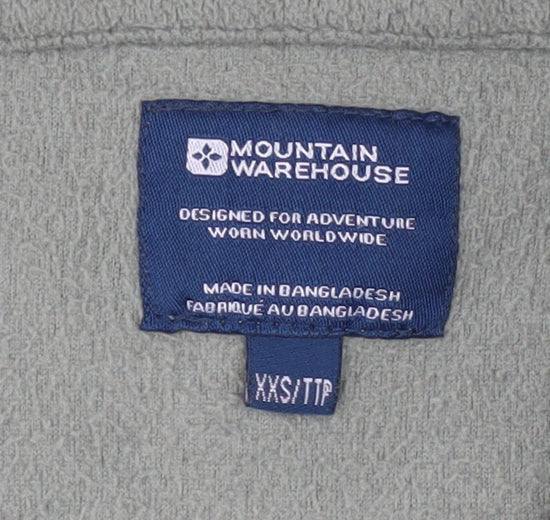 MOUNTAIN
WAREHOUSE
DESIGNED FOR ADVENTURE
WORN WORLDWIDE
MADE IN BANGLADESH
FABRIQUÉ AU BANGLADESH
XXS/TTP